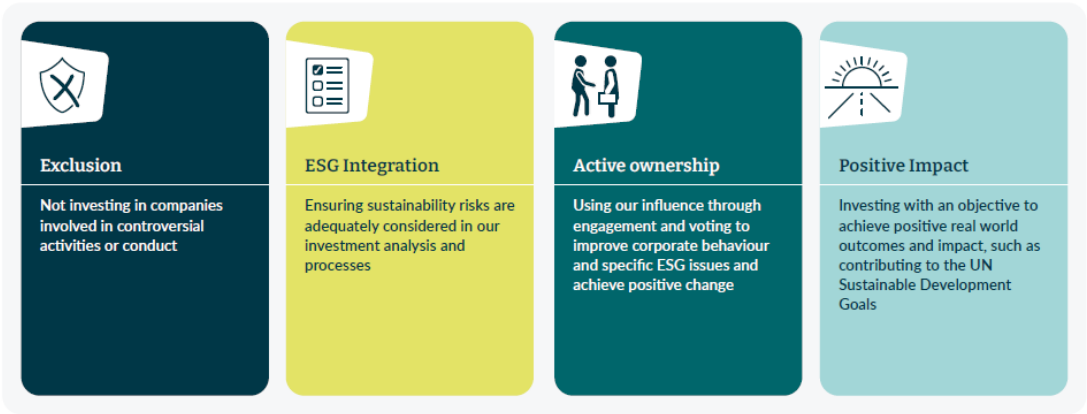 Exclusion
Not investing in companies
involved in controversial
activities or conduct
ESG Integration
Ensuring sustainability risks are
adequately considered in our
investment analysis and
processes
Active ownership
Using our influence through
engagement and voting to
improve corporate behaviour
and specific ESG issues and
achieve positive change
Positive Impact
Investing with an objective to
achieve positive real world
outcomes and impact, such as
contributing to the UN
Sustainable Development
Goals